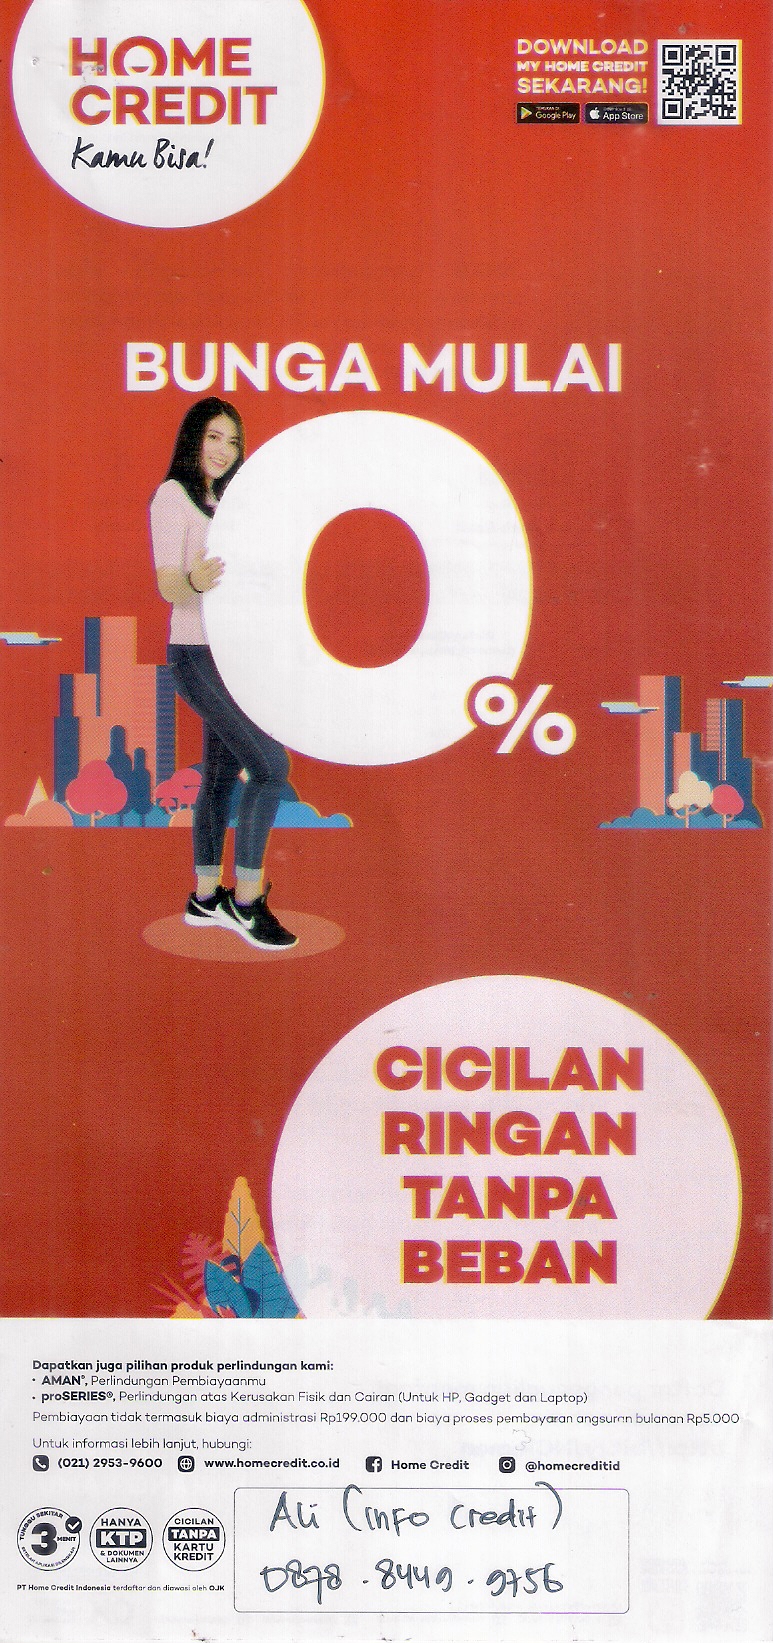 HOME
CREDIT
Kamu Bisa!
DOWNLOAD
MY HOME CREDIT
SEKARANG!
TEMUKAN DI
Google Play
App Store
BUNGA MULAI
0%
CICILAN
RINGAN
TANPA
BEBAN
Dapatkan juga pilihan produk perlindungan kami:
• AMAN®, Perlindungan Pembiayaanmu
• proSERIES®, Perlindungan atas Kerusakan Fisik dan Cairan (Untuk HP, Gadget dan Laptop)
Pembiayaan tidak termasuk biaya administrasi Rp199.000 dan biaya proses pembayaran angsuran bulanan Rp5.000
Untuk informasi lebih lanjut, hubungi:
(021) 2953-9600 www.homecredit.co.id Home Credit @homecreditid
TUNGGU SEKITAR
3 MENIT
HANYA
KTP
& DOKUMEN
LAINNYA
CICILAN
TANPA
KARTU
KREDIT
Ali (info credit)
0878 . 8449 . 9756
PT Home Credit Indonesia terdaftar dan diawasi oleh OJK